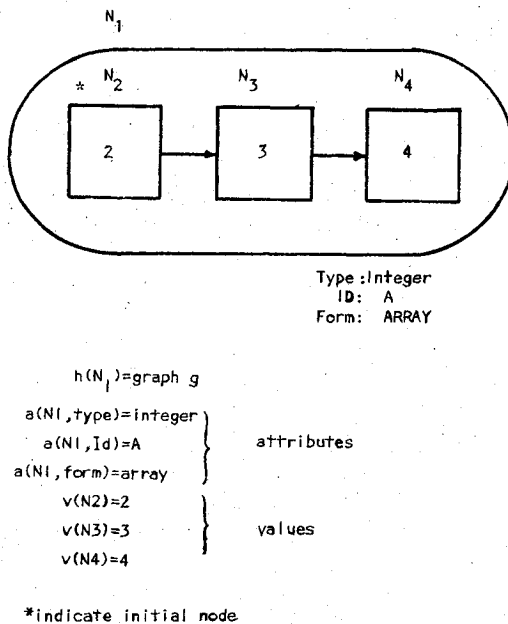 N1
* N2 N3 N4
2 3 4
Type:Integer
ID: A
Form: ARRAY
h(N1)=graph g
a(N1,type)=integer
a(N1,Id)=A
attributes
a(N1,form)=array
v(N2)=2
v(N3)=3
values
v(N4)=4
*indicate initial node